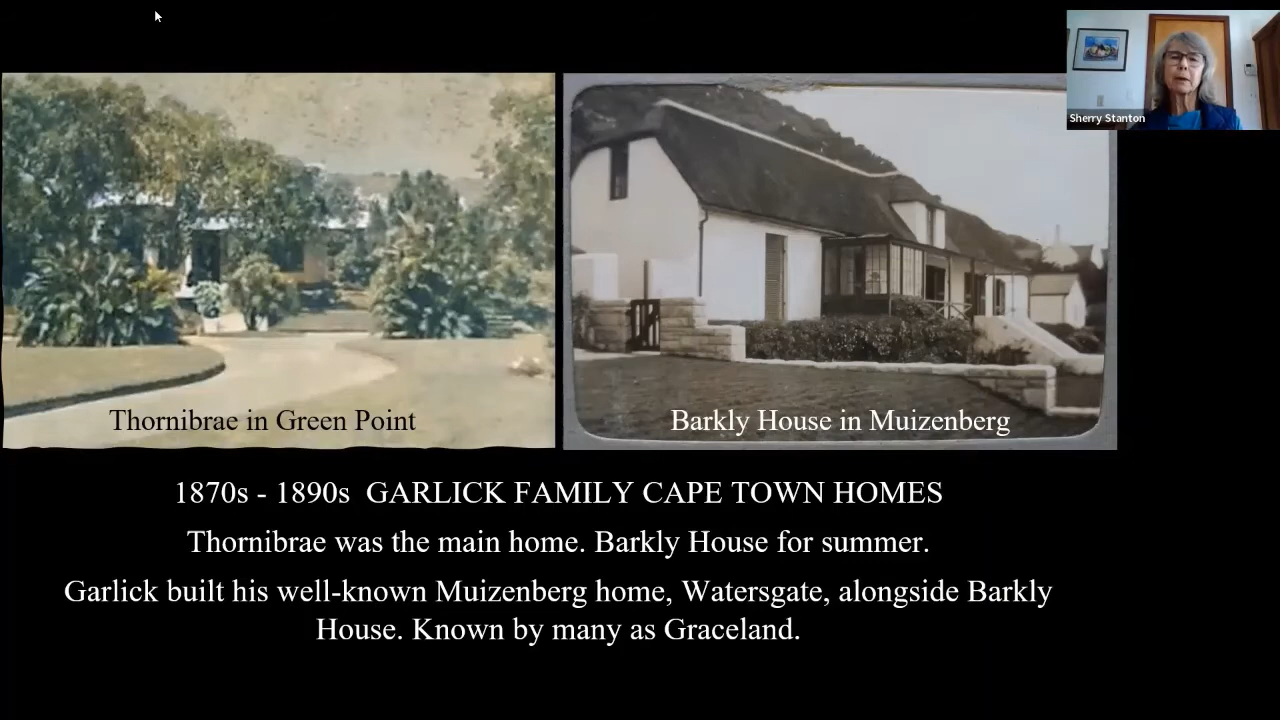 Sherry Stanton
Thornibrae in Green Point
Barkly House in Muizenberg
1870s - 1890s  GARLICK FAMILY CAPE TOWN HOMES
Thornibrae was the main home. Barkly House for summer.
Garlick built his well-known Muizenberg home, Watersgate, alongside Barkly
House. Known by many as Graceland.